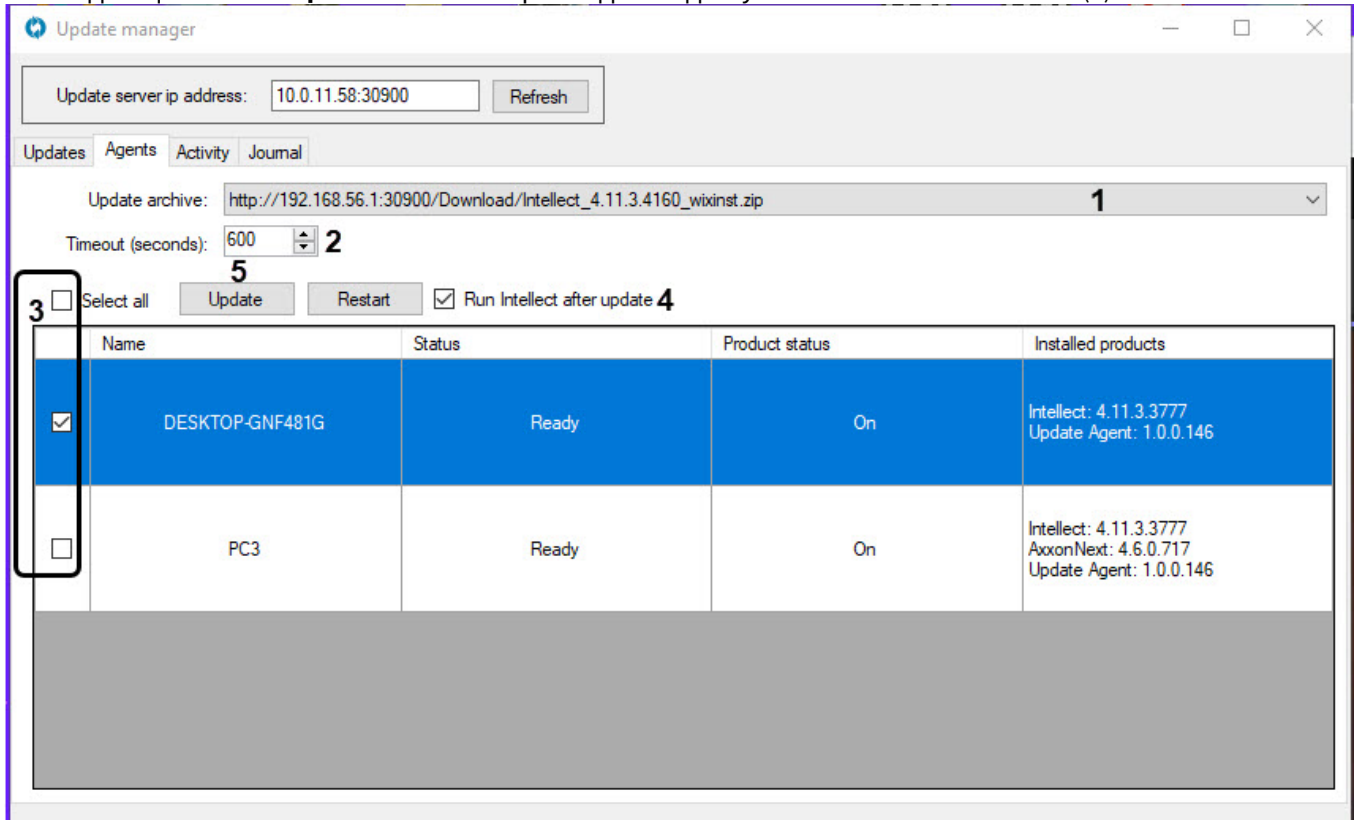 Update manager
Update server ip address: 10.0.11.58:30900 Refresh
Updates Agents Activity Journal
Update archive: http://192.168.56.1:30900/Download/Intellect_4.11.3.4160_wixinst.zip 1
Timeout (seconds): 600 2
5
3 Select all Update Restart Run Intellect after update 4
Name Status Product status Installed products
DESKTOP-GNF481G Ready On
Intellect: 4.11.3.3777
Update Agent: 1.0.0.146
PC3 Ready On
Intellect: 4.11.3.3777
AxxonNext: 4.6.0.717
Update Agent: 1.0.0.146